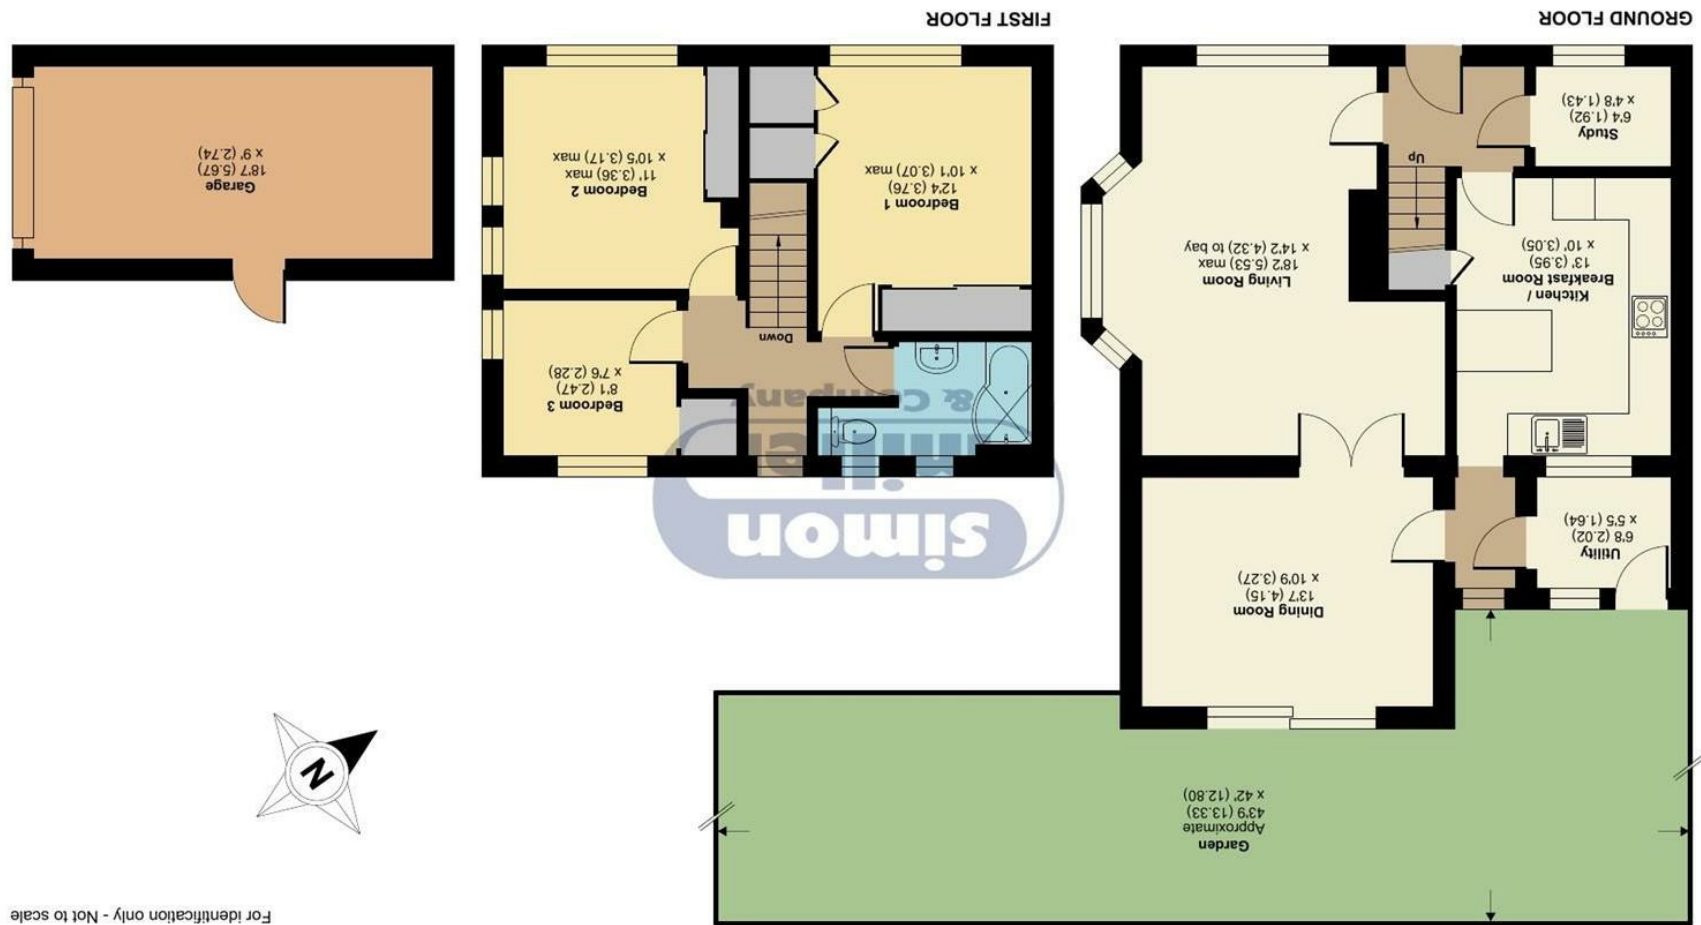 For identification only - Not to scale
Garden
Approximate
43'9 (13.33)
x 42' (12.80)
N
Utility
6'8 (2.02)
x 5'5 (1.64)
Dining Room
13'7 (4.15)
x 10'9 (3.27)
Kitchen /
Breakfast Room
13' (3.95)
x 10' (3.05)
Living Room
18'2 (5.53) max
x 14'2 (4.32) to bay
Up
Study
6'4 (1.92)
x 4'8 (1.43)
GROUND FLOOR
simon
miller
& Company
Down
Bedroom 3
8'1 (2.47)
x 7'6 (2.28)
Bedroom 1
12'4 (3.76)
x 10'1 (3.07) max
Bedroom 2
11' (3.36) max
x 10'5 (3.17) max
FIRST FLOOR
Garage
18'7 (5.67)
x 9' (2.74)